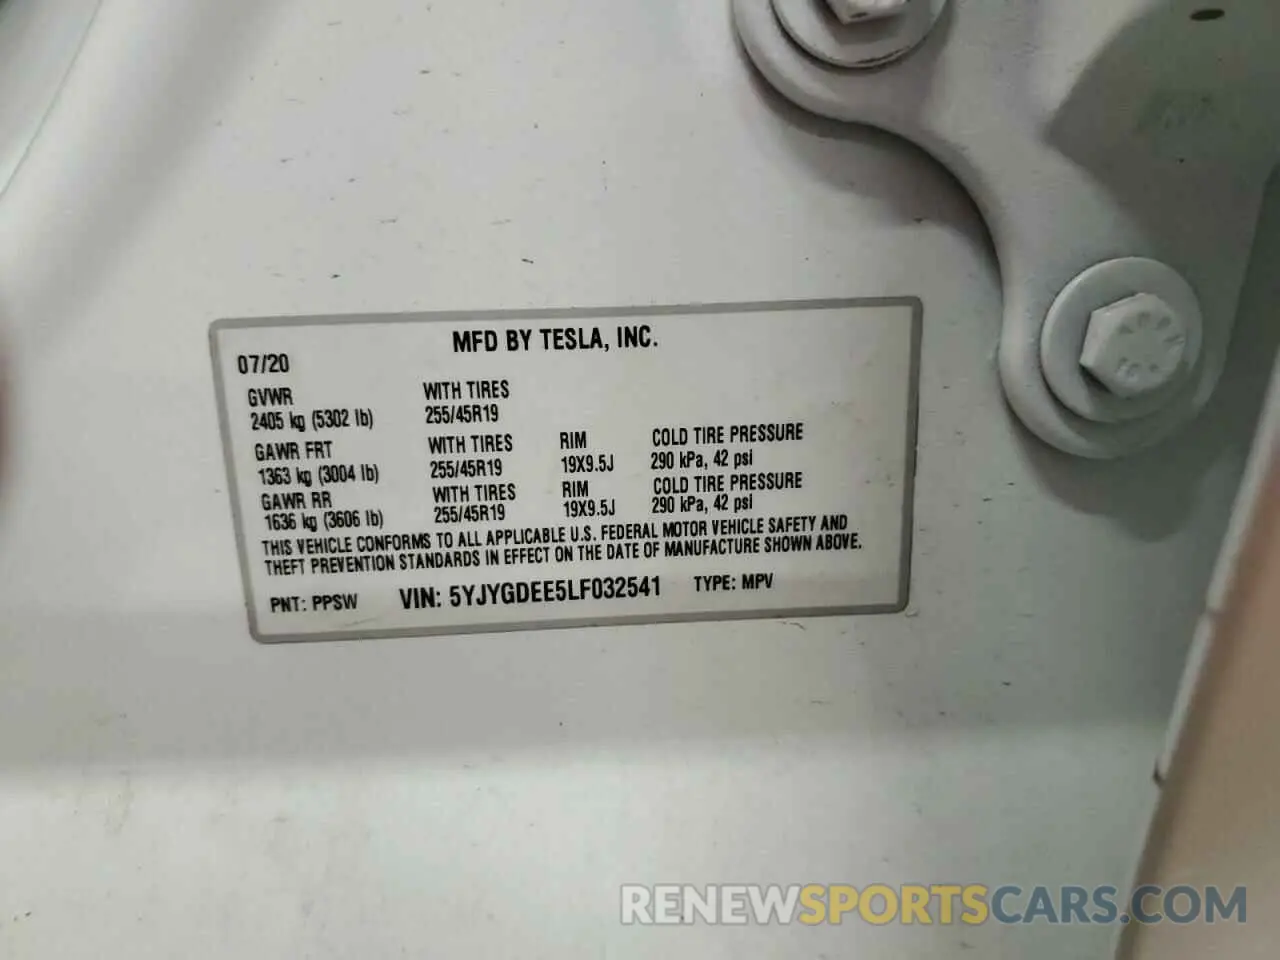 MFD BY TESLA, INC.
07/20
GVWR WITH TIRES
2405 kg (5302 lb) 255/45R19
GAWR FRT WITH TIRES RIM COLD TIRE PRESSURE
1363 kg (3004 lb) 255/45R19 19X9.5J 290 kPa, 42 psi
GAWR RR WITH TIRES RIM COLD TIRE PRESSURE
1636 kg (3606 lb) 255/45R19 19X9.5J 290 kPa, 42 psi
THIS VEHICLE CONFORMS TO ALL APPLICABLE U.S. FEDERAL MOTOR VEHICLE SAFETY AND
THEFT PREVENTION STANDARDS IN EFFECT ON THE DATE OF MANUFACTURE SHOWN ABOVE.
PNT: PPSW VIN: 5YJYGDEE5LF032541 TYPE: MPV
RENEWSPORTSCARS.COM